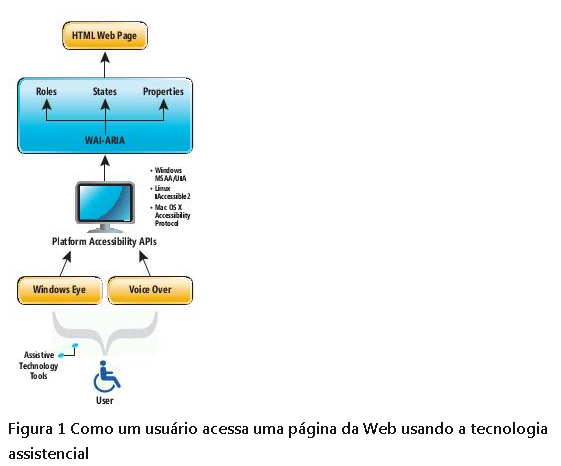 HTML Web Page
Roles
States
Properties
WAI-ARIA
• Windows
MSAA/UIA
• Linux
IAccessible2
• Mac OS X
Accessibility
Protocol
Platform Accessibility APIs
Windows Eye
Voice Over
Assistive
Technology
Tools
User
Figura 1 Como um usuário acessa uma página da Web usando a tecnologia
assistencial